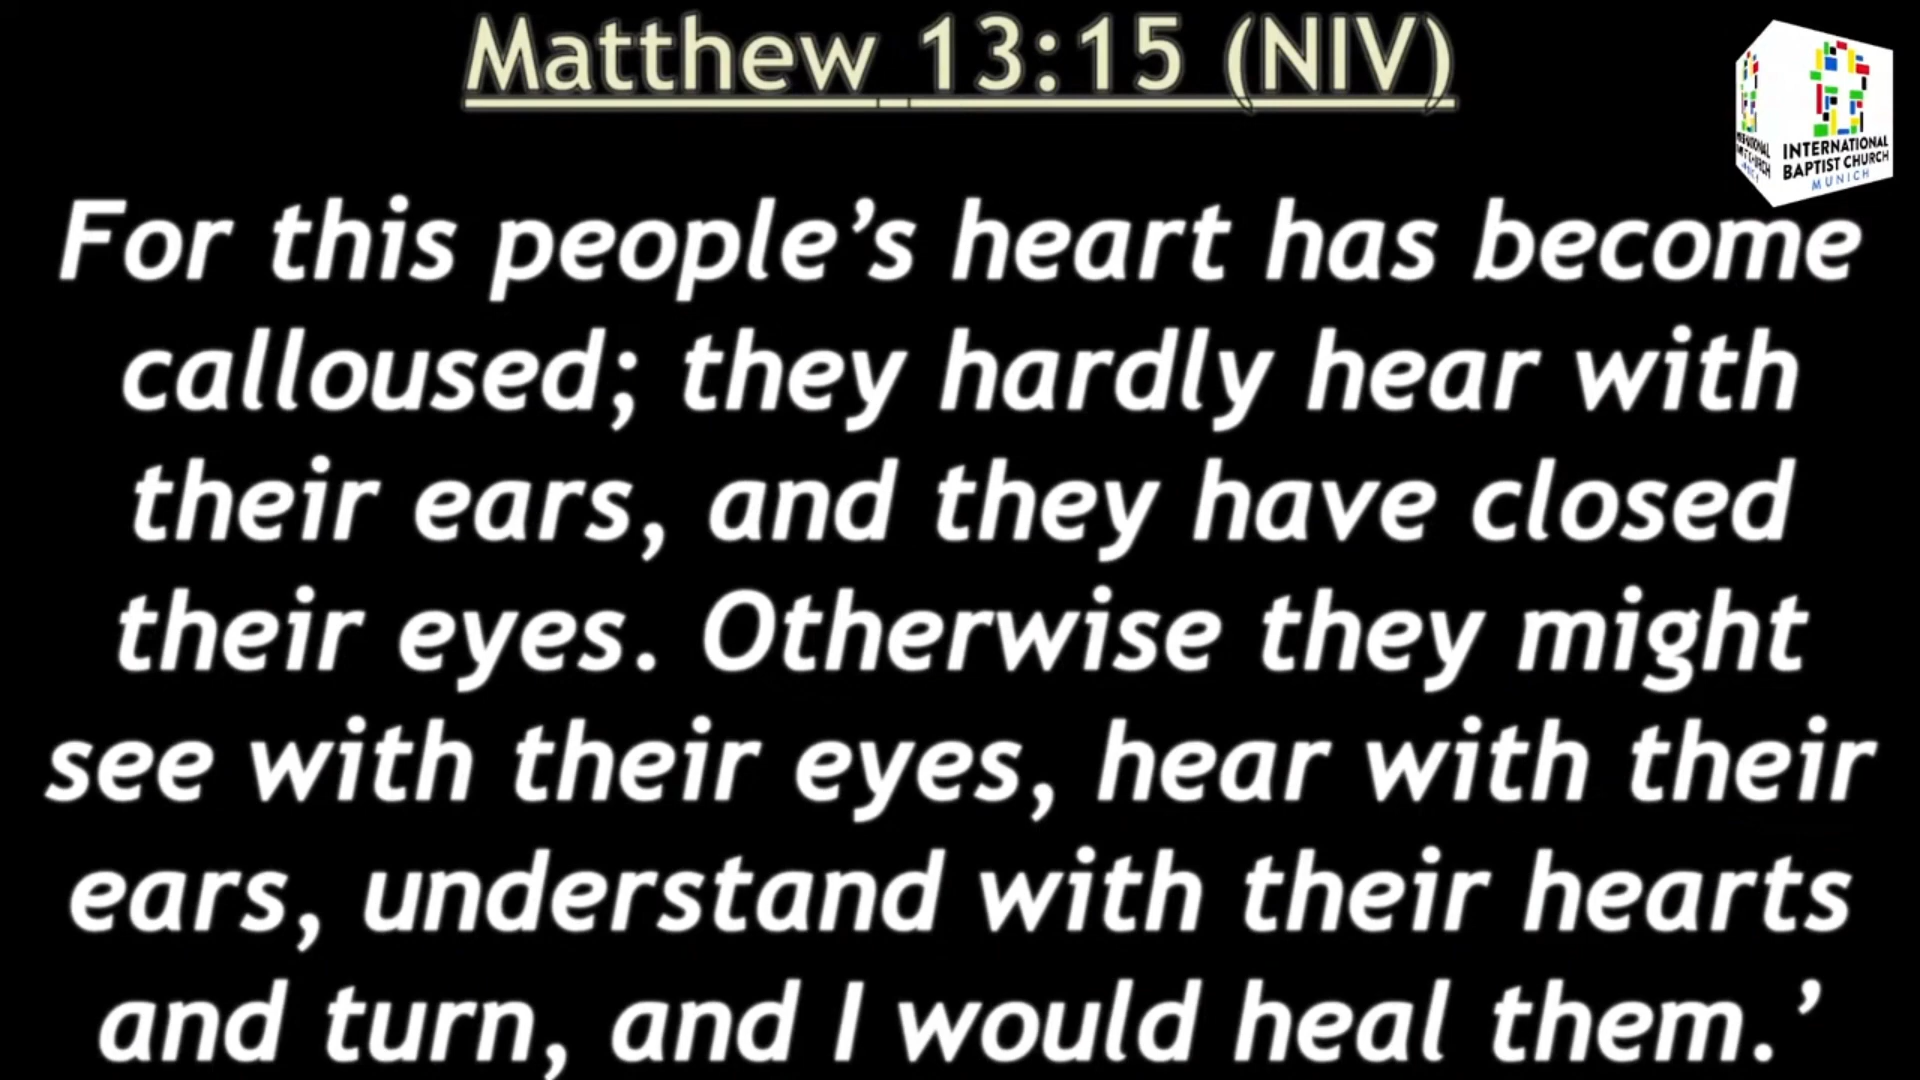 Matthew 13:15 (NIV)
INTERNATIONAL
BAPTIST CHURCH
MUNICH
For this people’s heart has become
calloused; they hardly hear with
their ears, and they have closed
their eyes. Otherwise they might
see with their eyes, hear with their
ears, understand with their hearts
and turn, and I would heal them.’